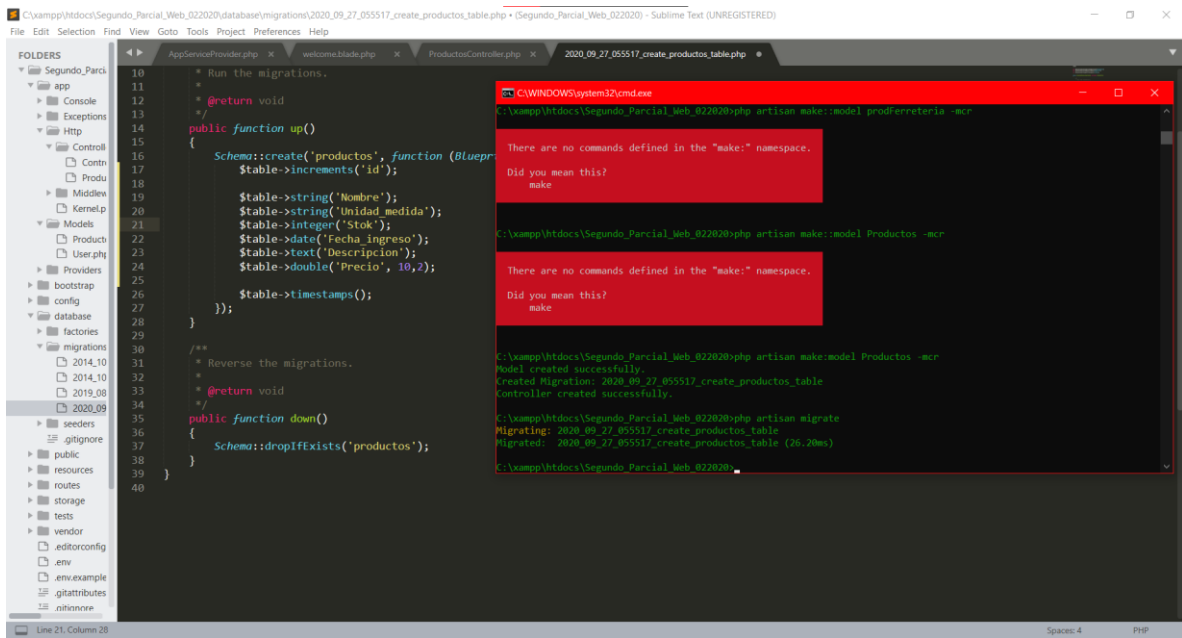 C:\xampp\htdocs\Segundo_Parcial_Web_022020\database\migrations\2020_09_27_055517_create_productos_table.php • (Segundo_Parcial_Web_022020) - Sublime Text (UNREGISTERED)
File Edit Selection Find View Goto Tools Project Preferences Help
FOLDERS
Segundo_Parci
app
Console
Exceptions
Http
Controll
Contr
Produ
Middlew
Kernel.p
Models
Product
User.php
Providers
bootstrap
config
database
factories
migrations
2014_10
2014_10
2019_08
2020_09
seeders
.gitignore
public
resources
routes
storage
tests
vendor
.editorconfig
.env
.env.example
.gitattributes
.gitignore
AppServiceProvider.php × welcome.blade.php × ProductosController.php × 2020_09_27_055517_create_productos_table.php •
10 * Run the migrations.
11 *
12 * @return void
13 */
14 public function up()
15 {
16 Schema::create('productos', function (Bluepr
17 $table->increments('id');
18
19 $table->string('Nombre');
20 $table->string('Unidad_medida');
21 $table->integer('Stok');
22 $table->date('Fecha_ingreso');
23 $table->text('Descripcion');
24 $table->double('Precio', 10,2);
25
26 $table->timestamps();
27 });
28 }
29
30 /**
31 * Reverse the migrations.
32 *
33 * @return void
34 */
35 public function down()
36 {
37 Schema::dropIfExists('productos');
38 }
39 }
40
C:\WINDOWS\system32\cmd.exe
C:\xampp\htdocs\Segundo_Parcial_Web_022020>php artisan make::model prodFerreteria -mcr
There are no commands defined in the "make:" namespace.
Did you mean this?
make
C:\xampp\htdocs\Segundo_Parcial_Web_022020>php artisan make::model Productos -mcr
There are no commands defined in the "make:" namespace.
Did you mean this?
make
C:\xampp\htdocs\Segundo_Parcial_Web_022020>php artisan make:model Productos -mcr
Model created successfully.
Created Migration: 2020_09_27_055517_create_productos_table
Controller created successfully.
C:\xampp\htdocs\Segundo_Parcial_Web_022020>php artisan migrate
Migrating: 2020_09_27_055517_create_productos_table
Migrated: 2020_09_27_055517_create_productos_table (26.20ms)
C:\xampp\htdocs\Segundo_Parcial_Web_022020>
Line 21, Column 28
Spaces: 4
PHP